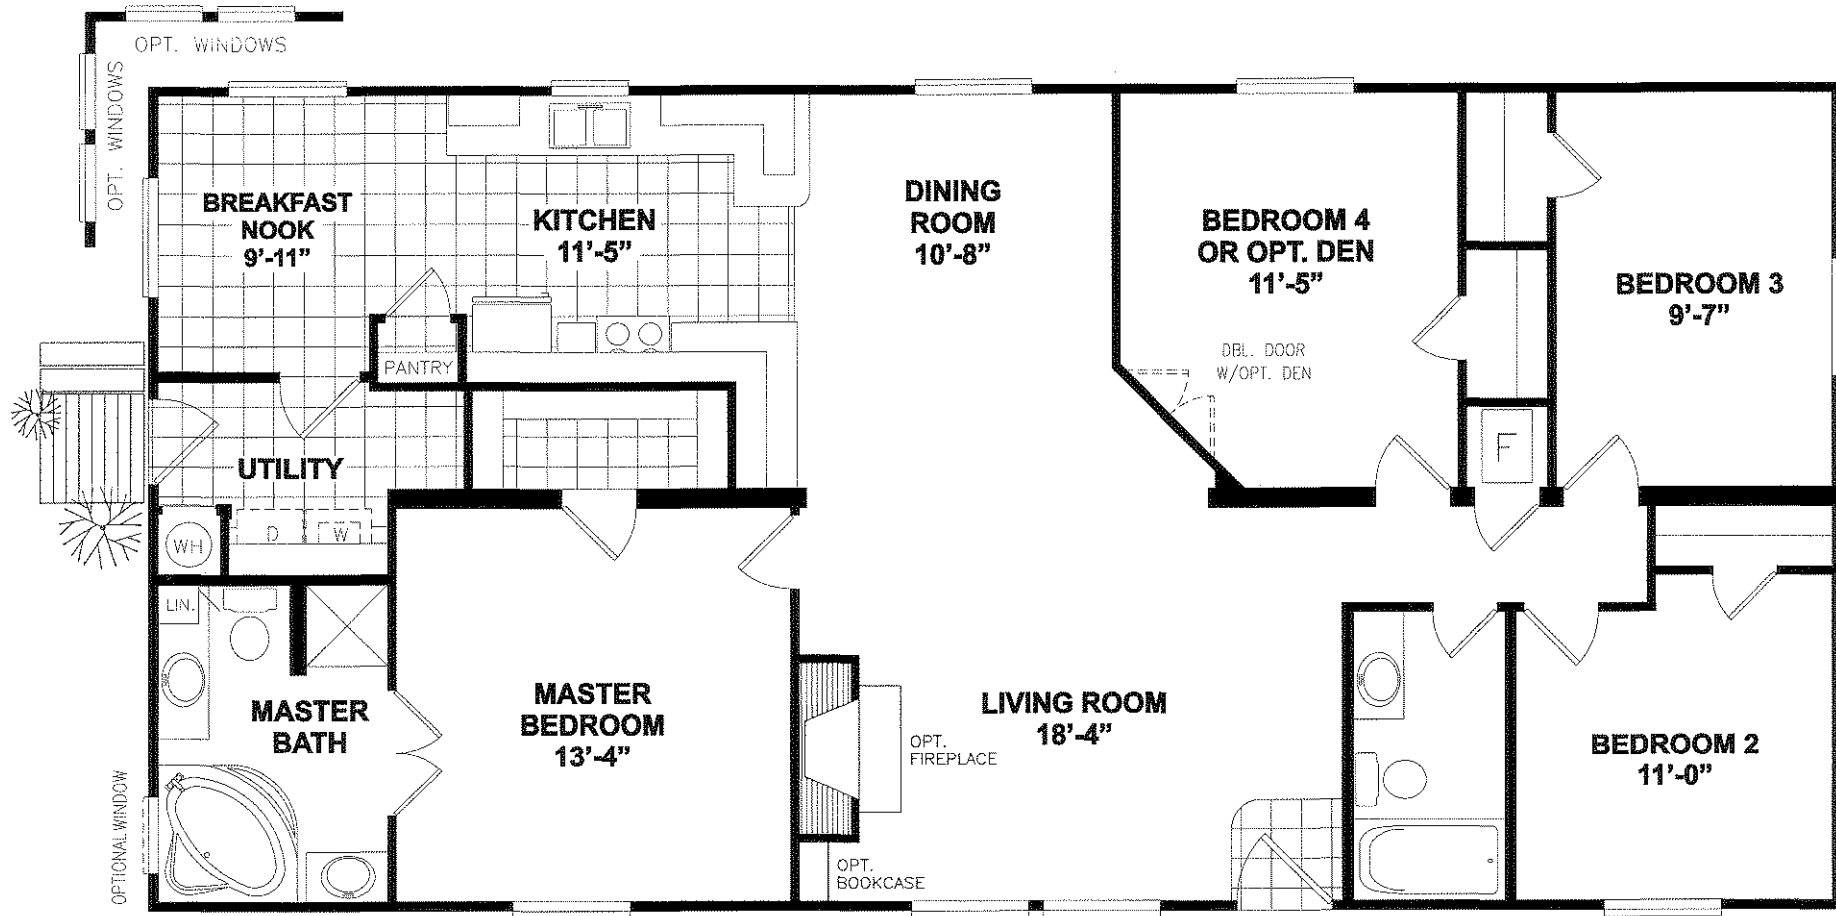 OPT. WINDOWS
OPT. WINDOWS
BREAKFAST
NOOK
9'-11"
KITCHEN
11'-5"
DINING
ROOM
10'-8"
BEDROOM 4
OR OPT. DEN
11'-5"
BEDROOM 3
9'-7"
DBL. DOOR
W/OPT. DEN
PANTRY
UTILITY
F
D
W
WH
LIN.
MASTER
BATH
MASTER
BEDROOM
13'-4"
LIVING ROOM
18'-4"
OPT.
FIREPLACE
BEDROOM 2
11'-0"
OPTIONAL WINDOW
OPT.
BOOKCASE